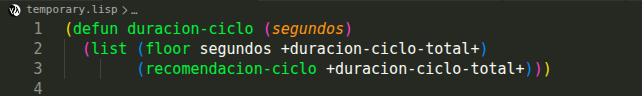 temporary.lisp > ...
1 (defun duracion-ciclo (segundos)
2   (list (floor segundos +duracion-ciclo-total+)
3         (recomendacion-ciclo +duracion-ciclo-total+)))
4